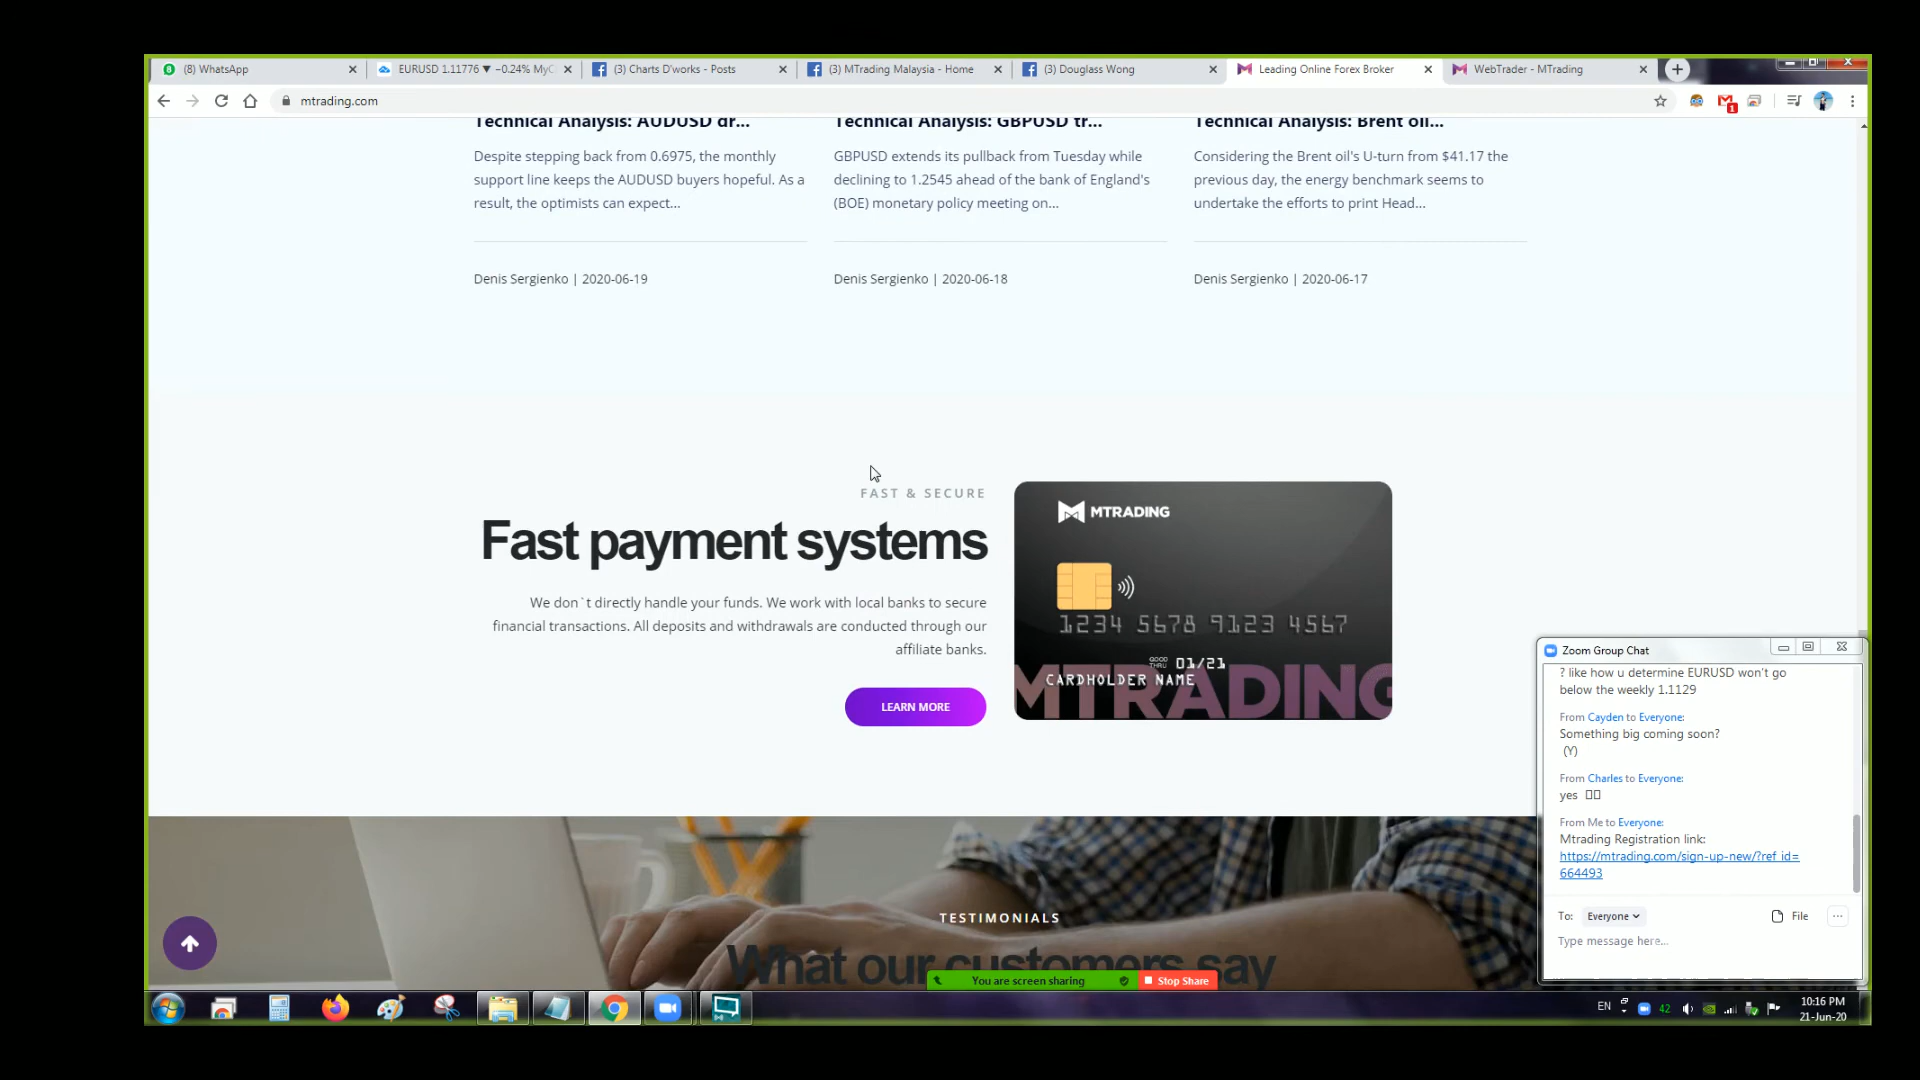 (8) WhatsApp
EURUSD 1.11776 ▼ −0.24% MyC
(3) Charts D'works - Posts
(3) MTrading Malaysia - Home
(3) Douglass Wong
Leading Online Forex Broker
WebTrader - MTrading
mtrading.com
1
Technical Analysis: AUDUSD dr...
Despite stepping back from 0.6975, the monthly
support line keeps the AUDUSD buyers hopeful. As a
result, the optimists can expect...
Denis Sergienko | 2020-06-19
Technical Analysis: GBPUSD tr...
GBPUSD extends its pullback from Tuesday while
declining to 1.2545 ahead of the bank of England's
(BOE) monetary policy meeting on...
Denis Sergienko | 2020-06-18
Technical Analysis: Brent oil...
Considering the Brent oil's U-turn from $41.17 the
previous day, the energy benchmark seems to
undertake the efforts to print Head...
Denis Sergienko | 2020-06-17
FAST & SECURE
Fast payment systems
We don`t directly handle your funds. We work with local banks to secure
financial transactions. All deposits and withdrawals are conducted through our
affiliate banks.
LEARN MORE
MTRADING
1234 5678 9123 4567
GOOD
THRU 01/21
CARDHOLDER NAME
MTRADING
TESTIMONIALS
What our customers say
You are screen sharing
Stop Share
Zoom Group Chat
? like how u determine EURUSD won't go
below the weekly 1.1129
From Cayden to Everyone:
Something big coming soon?
(Y)
From Charles to Everyone:
yes
From Me to Everyone:
Mtrading Registration link:
https://mtrading.com/sign-up-new/?ref_id=
664493
To: Everyone
File
Type message here...
EN
42
10:16 PM
21-Jun-20